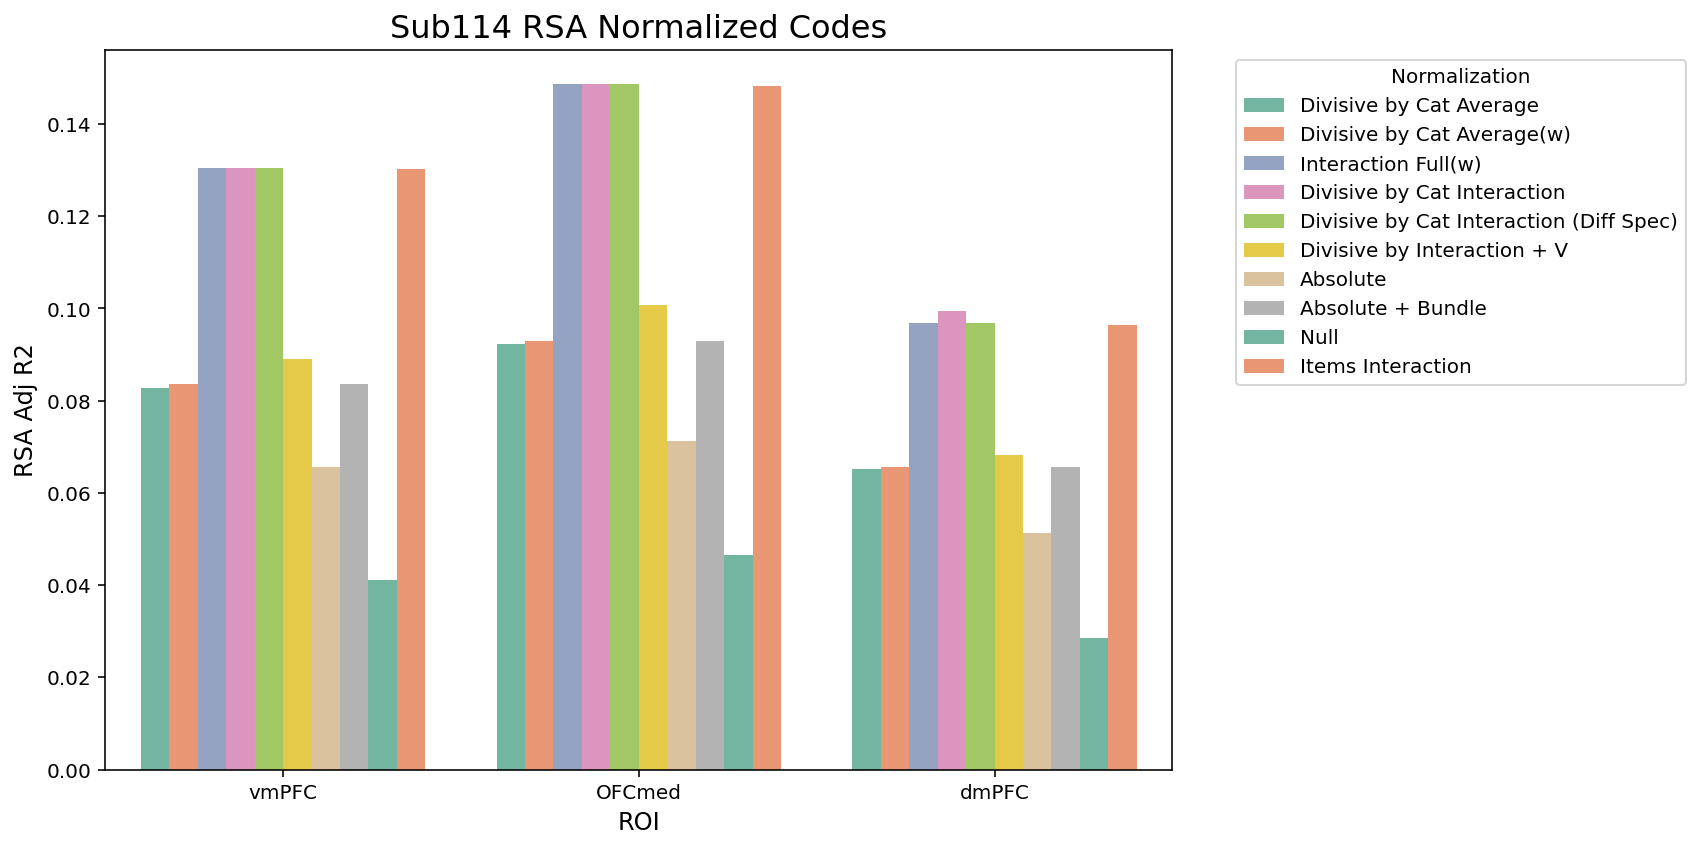 Sub114 RSA Normalized Codes
RSA Adj R2
0.14
0.12
0.10
0.08
0.06
0.04
0.02
0.00
vmPFC
OFCmed
dmPFC
ROI
Normalization
Divisive by Cat Average
Divisive by Cat Average(w)
Interaction Full(w)
Divisive by Cat Interaction
Divisive by Cat Interaction (Diff Spec)
Divisive by Interaction + V
Absolute
Absolute + Bundle
Null
Items Interaction